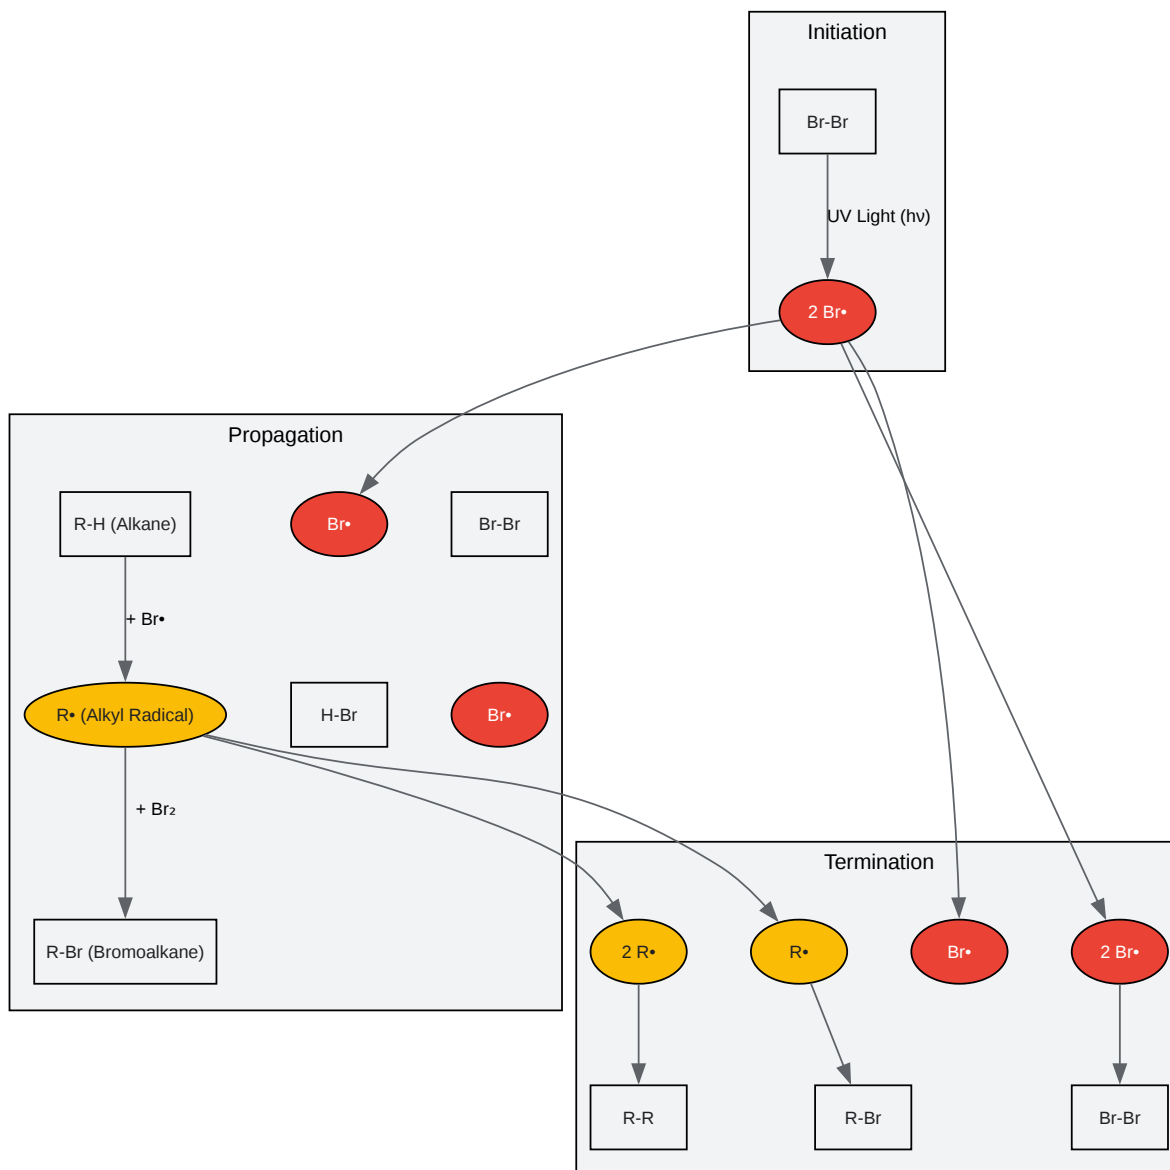 Initiation
Br-Br
UV Light (hν)
2 Br•
Propagation
R-H (Alkane)
Br•
Br-Br
+ Br•
R• (Alkyl Radical)
H-Br
Br•
+ Br₂
R-Br (Bromoalkane)
Termination
2 R•
R•
Br•
2 Br•
R-R
R-Br
Br-Br